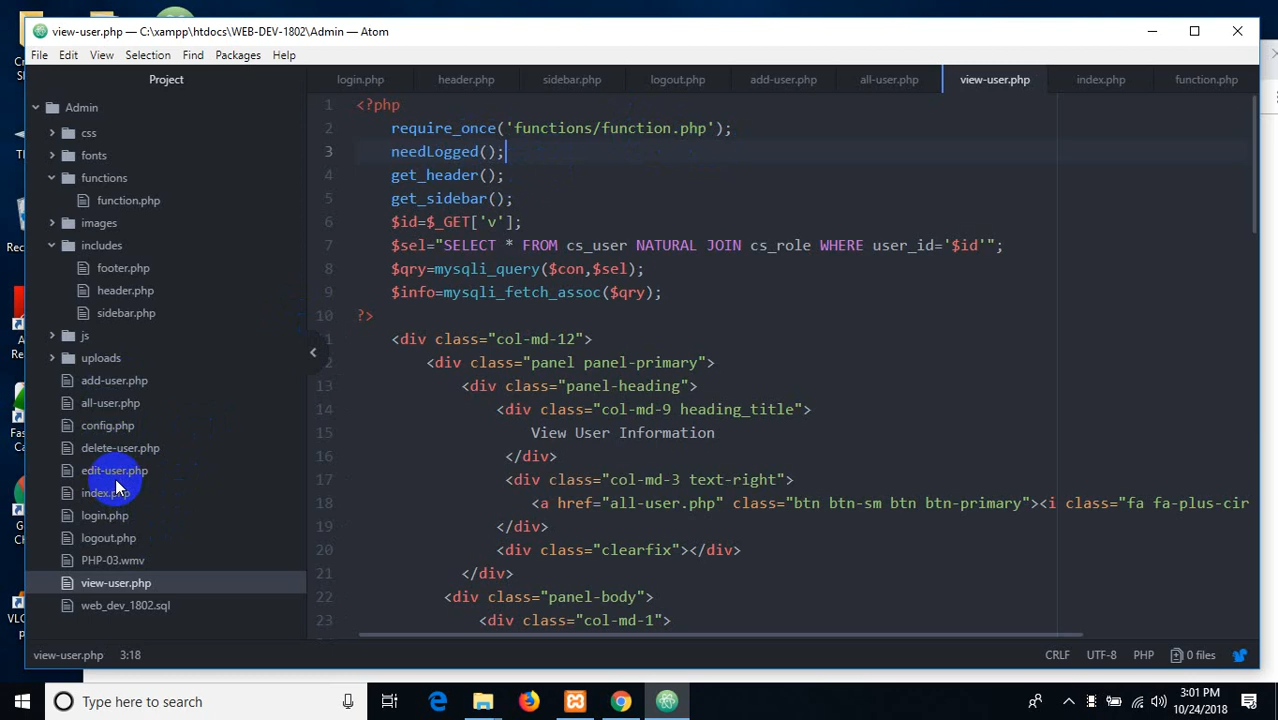 view-user.php — C:\xampp\htdocs\WEB-DEV-1802\Admin — Atom
File Edit View Selection Find Packages Help
Project
login.php header.php sidebar.php logout.php add-user.php all-user.php view-user.php index.php function.php
Admin
css
fonts
functions
function.php
images
includes
footer.php
header.php
sidebar.php
js
uploads
add-user.php
all-user.php
config.php
delete-user.php
edit-user.php
index.php
login.php
logout.php
PHP-03.wmv
view-user.php
web_dev_1802.sql
1 <?php
2 require_once('functions/function.php');
3 needLogged();
4 get_header();
5 get_sidebar();
6 $id=$_GET['v'];
7 $sel="SELECT * FROM cs_user NATURAL JOIN cs_role WHERE user_id='$id'";
8 $qry=mysqli_query($con,$sel);
9 $info=mysqli_fetch_assoc($qry);
10 ?>
11 <div class="col-md-12">
12 <div class="panel panel-primary">
13 <div class="panel-heading">
14 <div class="col-md-9 heading_title">
15 View User Information
16 </div>
17 <div class="col-md-3 text-right">
18 <a href="all-user.php" class="btn btn-sm btn btn-primary"><i class="fa fa-plus-cir
19 </div>
20 <div class="clearfix"></div>
21 </div>
22 <div class="panel-body">
23 <div class="col-md-1">
view-user.php 3:18 CRLF UTF-8 PHP 0 files
Type here to search
3:01 PM
10/24/2018